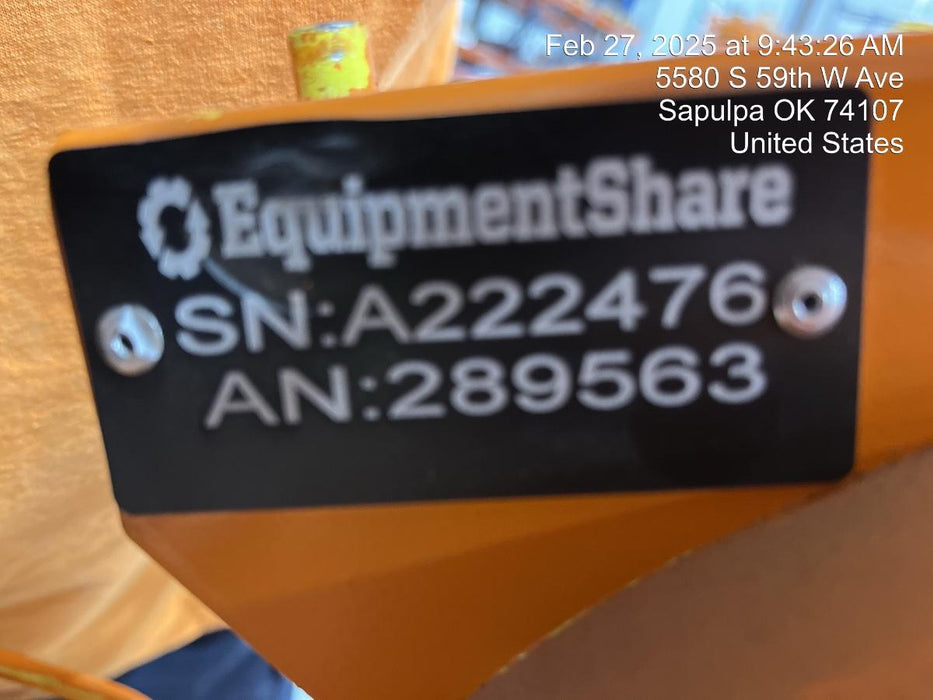 Feb 27, 2025 at 9:43:26 AM
5580 S 59th W Ave
Sapulpa OK 74107
United States
EquipmentShare
SN:A222476
AN:289563